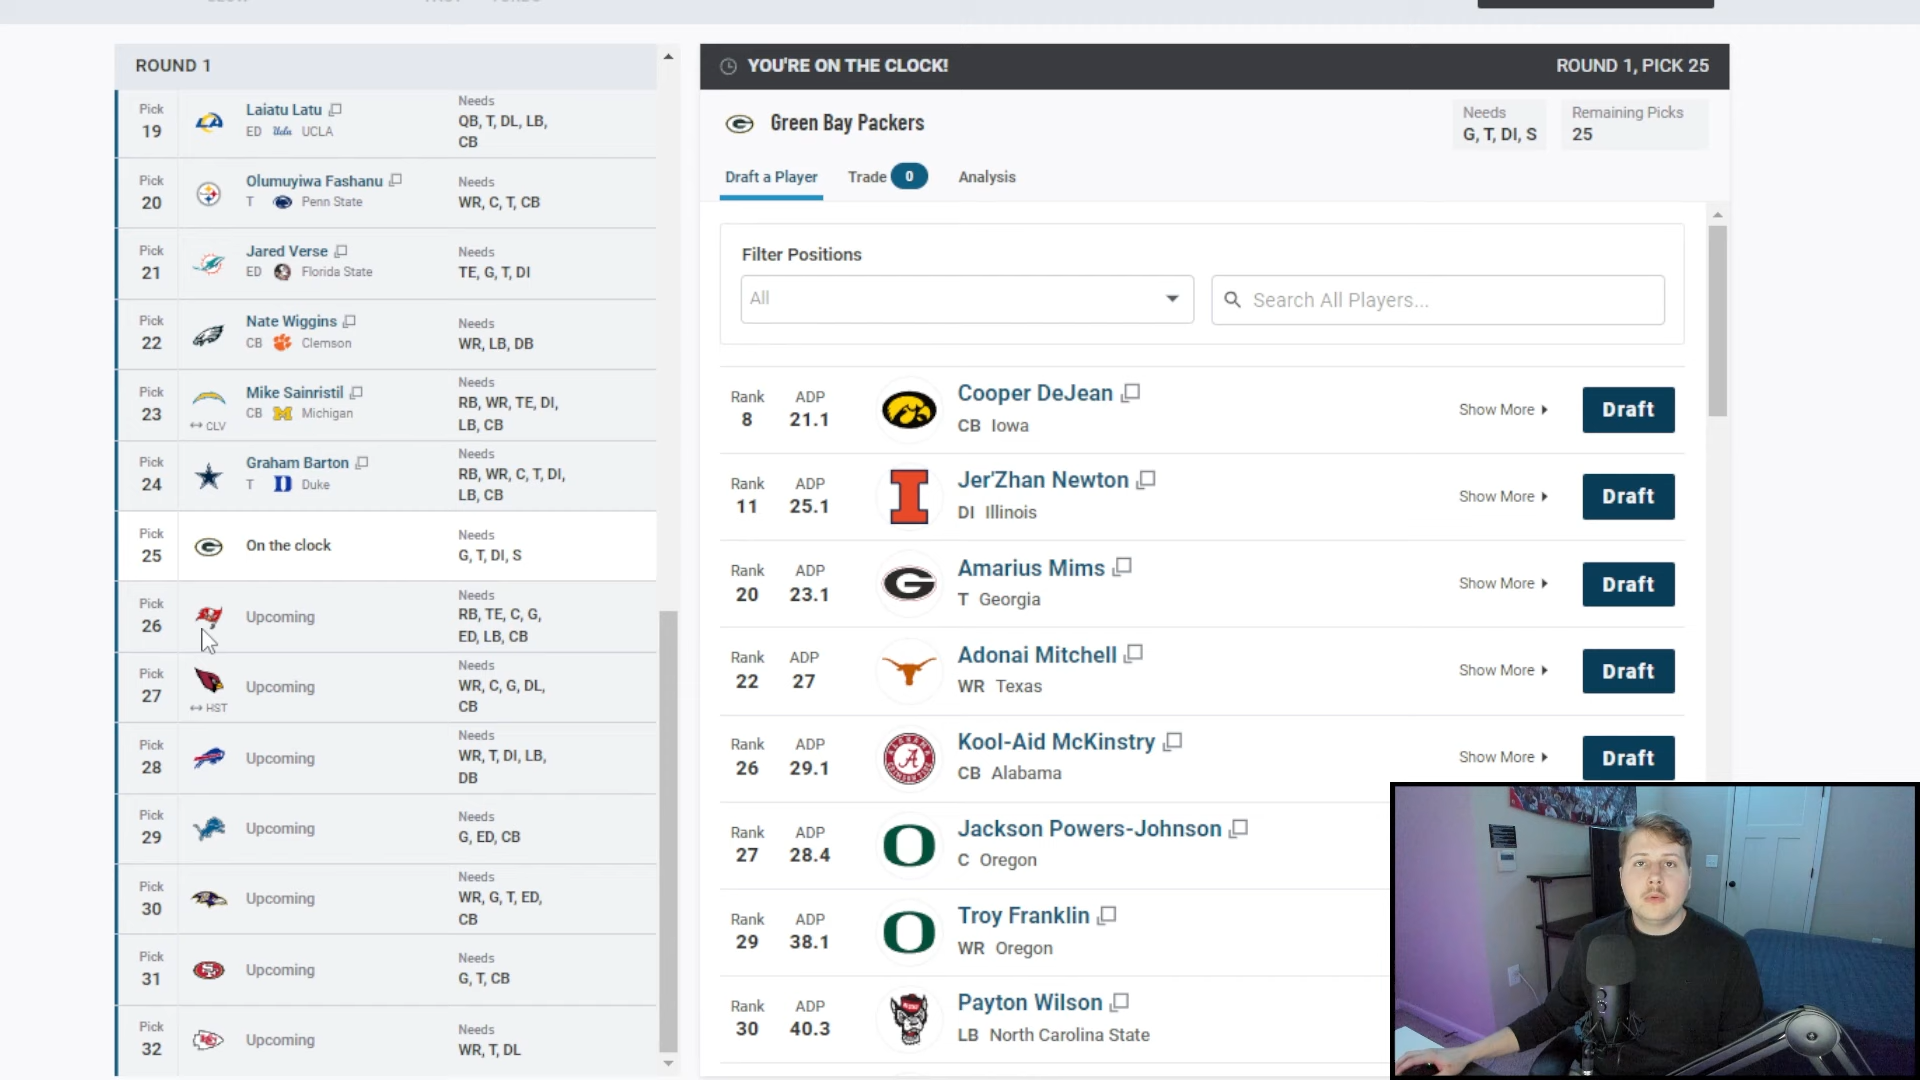 ROUND 1
Pick
19
Laiatu Latu
ED UCLA
Needs
QB, T, DL, LB,
CB
Pick
20
Olumuyiwa Fashanu
T Penn State
Needs
WR, C, T, CB
Pick
21
Jared Verse
ED Florida State
Needs
TE, G, T, DI
Pick
22
Nate Wiggins
CB Clemson
Needs
WR, LB, DB
Pick
23
CLV
Mike Sainristil
CB Michigan
Needs
RB, WR, TE, DI,
LB, CB
Pick
24
Graham Barton
T Duke
Needs
RB, WR, C, T, DI,
LB, CB
Pick
25
On the clock
Needs
G, T, DI, S
Pick
26
Upcoming
Needs
RB, TE, C, G,
ED, LB, CB
Pick
27
HST
Upcoming
Needs
WR, C, G, DL,
CB
Pick
28
Upcoming
Needs
WR, T, DI, LB,
DB
Pick
29
Upcoming
Needs
G, ED, CB
Pick
30
Upcoming
Needs
WR, G, T, ED,
CB
Pick
31
Upcoming
Needs
G, T, CB
Pick
32
Upcoming
Needs
WR, T, DL
YOU'RE ON THE CLOCK!
ROUND 1, PICK 25
Green Bay Packers
Needs
G, T, DI, S
Remaining Picks
25
Draft a Player
Trade 0
Analysis
Filter Positions
All
Search All Players...
Rank ADP
8 21.1
Cooper DeJean
CB Iowa
Show More
Draft
Rank ADP
11 25.1
Jer'Zhan Newton
DI Illinois
Show More
Draft
Rank ADP
20 23.1
Amarius Mims
T Georgia
Show More
Draft
Rank ADP
22 27
Adonai Mitchell
WR Texas
Show More
Draft
Rank ADP
26 29.1
Kool-Aid McKinstry
CB Alabama
Show More
Draft
Rank ADP
27 28.4
Jackson Powers-Johnson
C Oregon
Rank ADP
29 38.1
Troy Franklin
WR Oregon
Rank ADP
30 40.3
Payton Wilson
LB North Carolina State